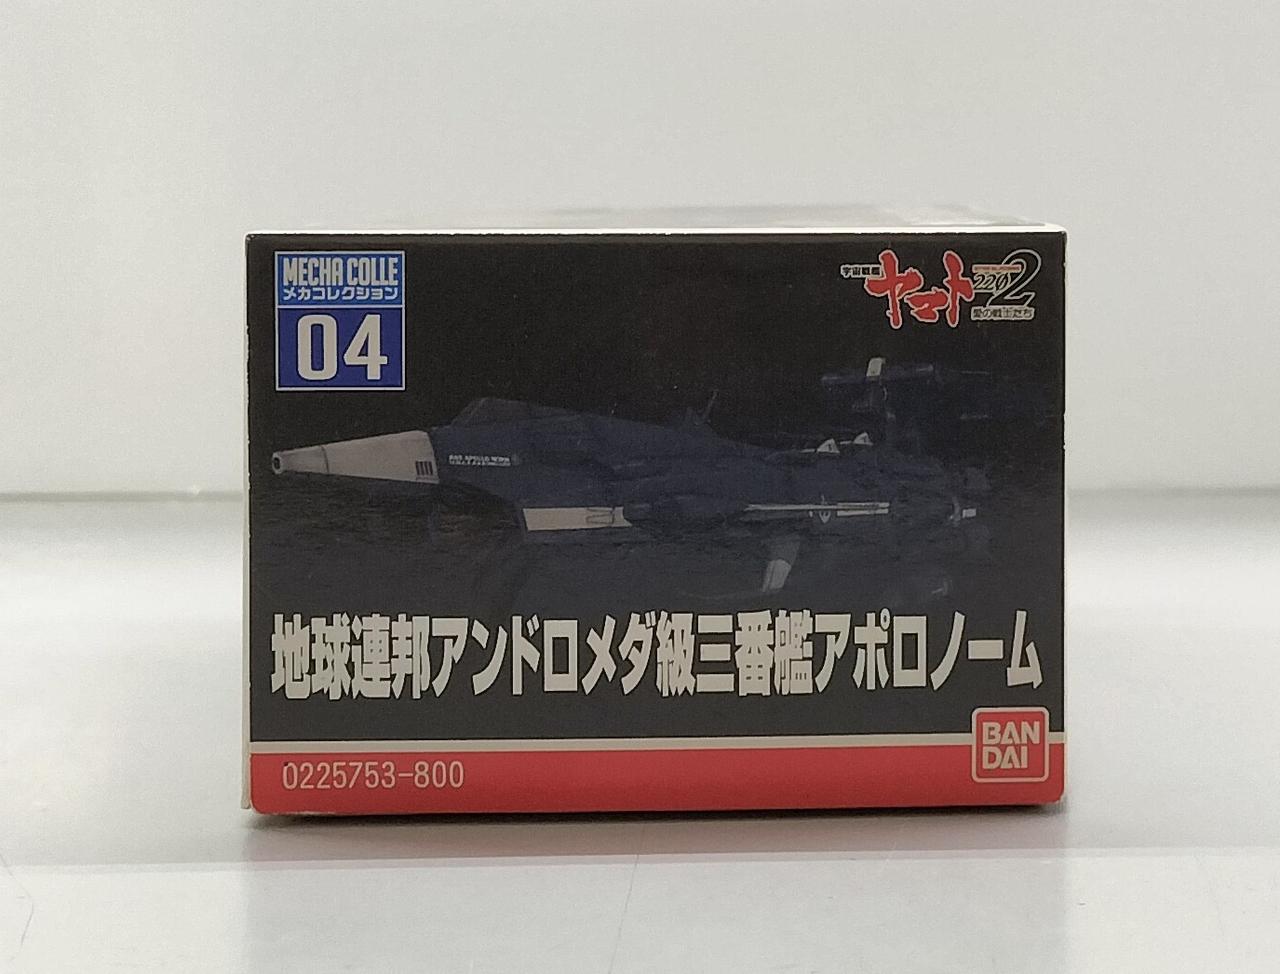 MECHA COLLE
メカコレクション
04
宇宙戦艦
ヤマト
2202
愛の戦士たち
地球連邦アンドロメダ級三番艦アポロノーム
BAN
DAI
0225753-800